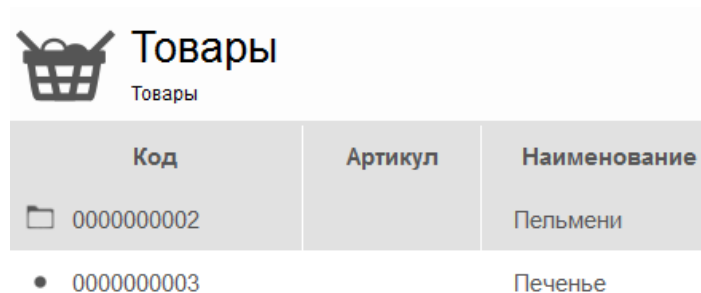 Товары
Товары
Код Артикул Наименование
0000000002 Пельмени
0000000003 Печенье